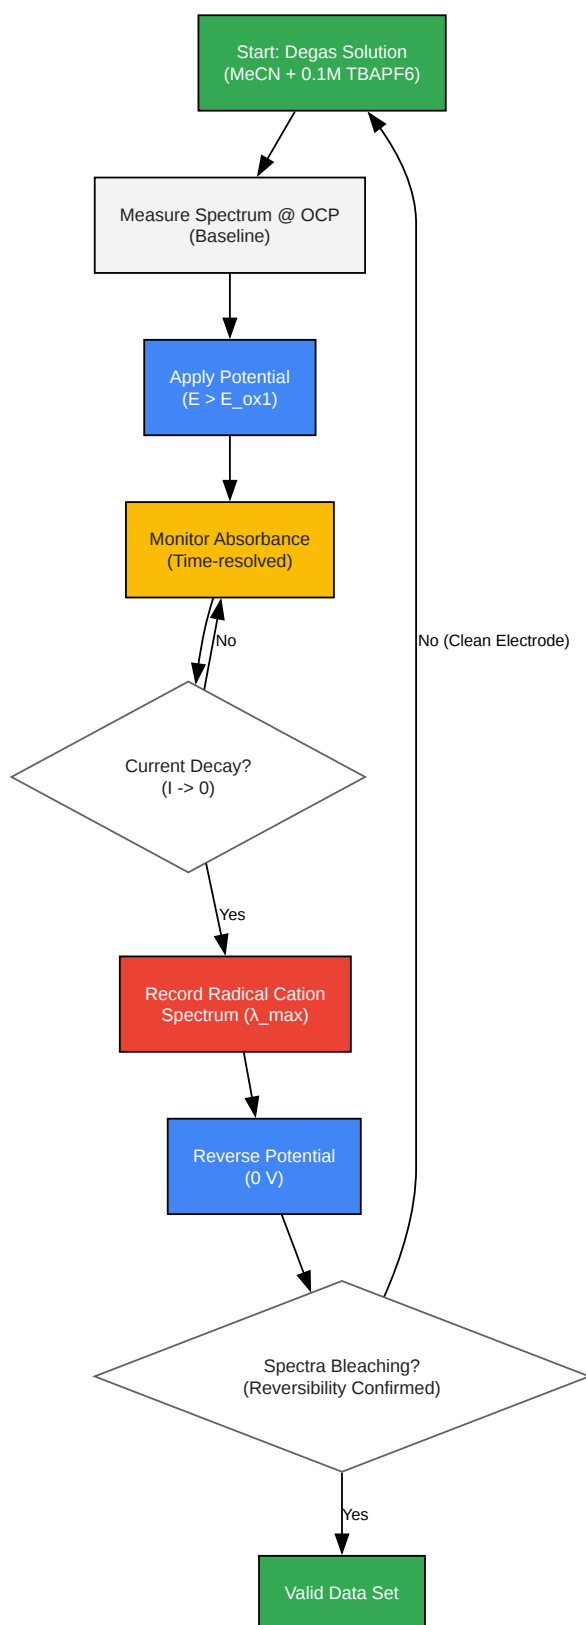 Start: Degas Solution
(MeCN + 0.1M TBAPF6)
Measure Spectrum @ OCP
(Baseline)
Apply Potential
(E > E_ox1)
Monitor Absorbance
(Time-resolved)
No
No (Clean Electrode)
Current Decay?
(I -> 0)
Yes
Record Radical Cation
Spectrum (λ_max)
Reverse Potential
(0 V)
Spectra Bleaching?
(Reversibility Confirmed)
Yes
Valid Data Set